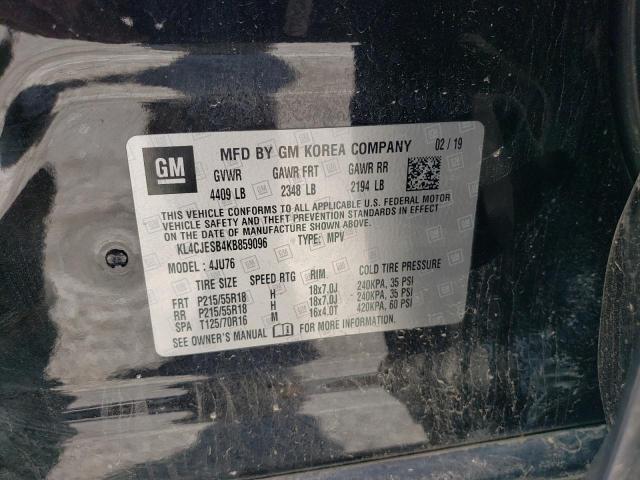 GM
MFD BY GM KOREA COMPANY 02 / 19
GVWR GAWR FRT GAWR RR
4409 LB 2348 LB 2194 LB
THIS VEHICLE CONFORMS TO ALL APPLICABLE U.S. FEDERAL MOTOR
VEHICLE SAFETY AND THEFT PREVENTION STANDARDS IN EFFECT
ON THE DATE OF MANUFACTURE SHOWN ABOVE.
KL4CJESB4KB859096 TYPE: MPV
MODEL : 4JU76
TIRE SIZE SPEED RTG RIM COLD TIRE PRESSURE
FRT P215/55R18 H 18x7.0J 240KPA, 35 PSI
RR P215/55R18 H 18x7.0J 240KPA, 35 PSI
SPA T125/70R16 M 16x4.0T 420KPA, 60 PSI
SEE OWNER'S MANUAL FOR MORE INFORMATION